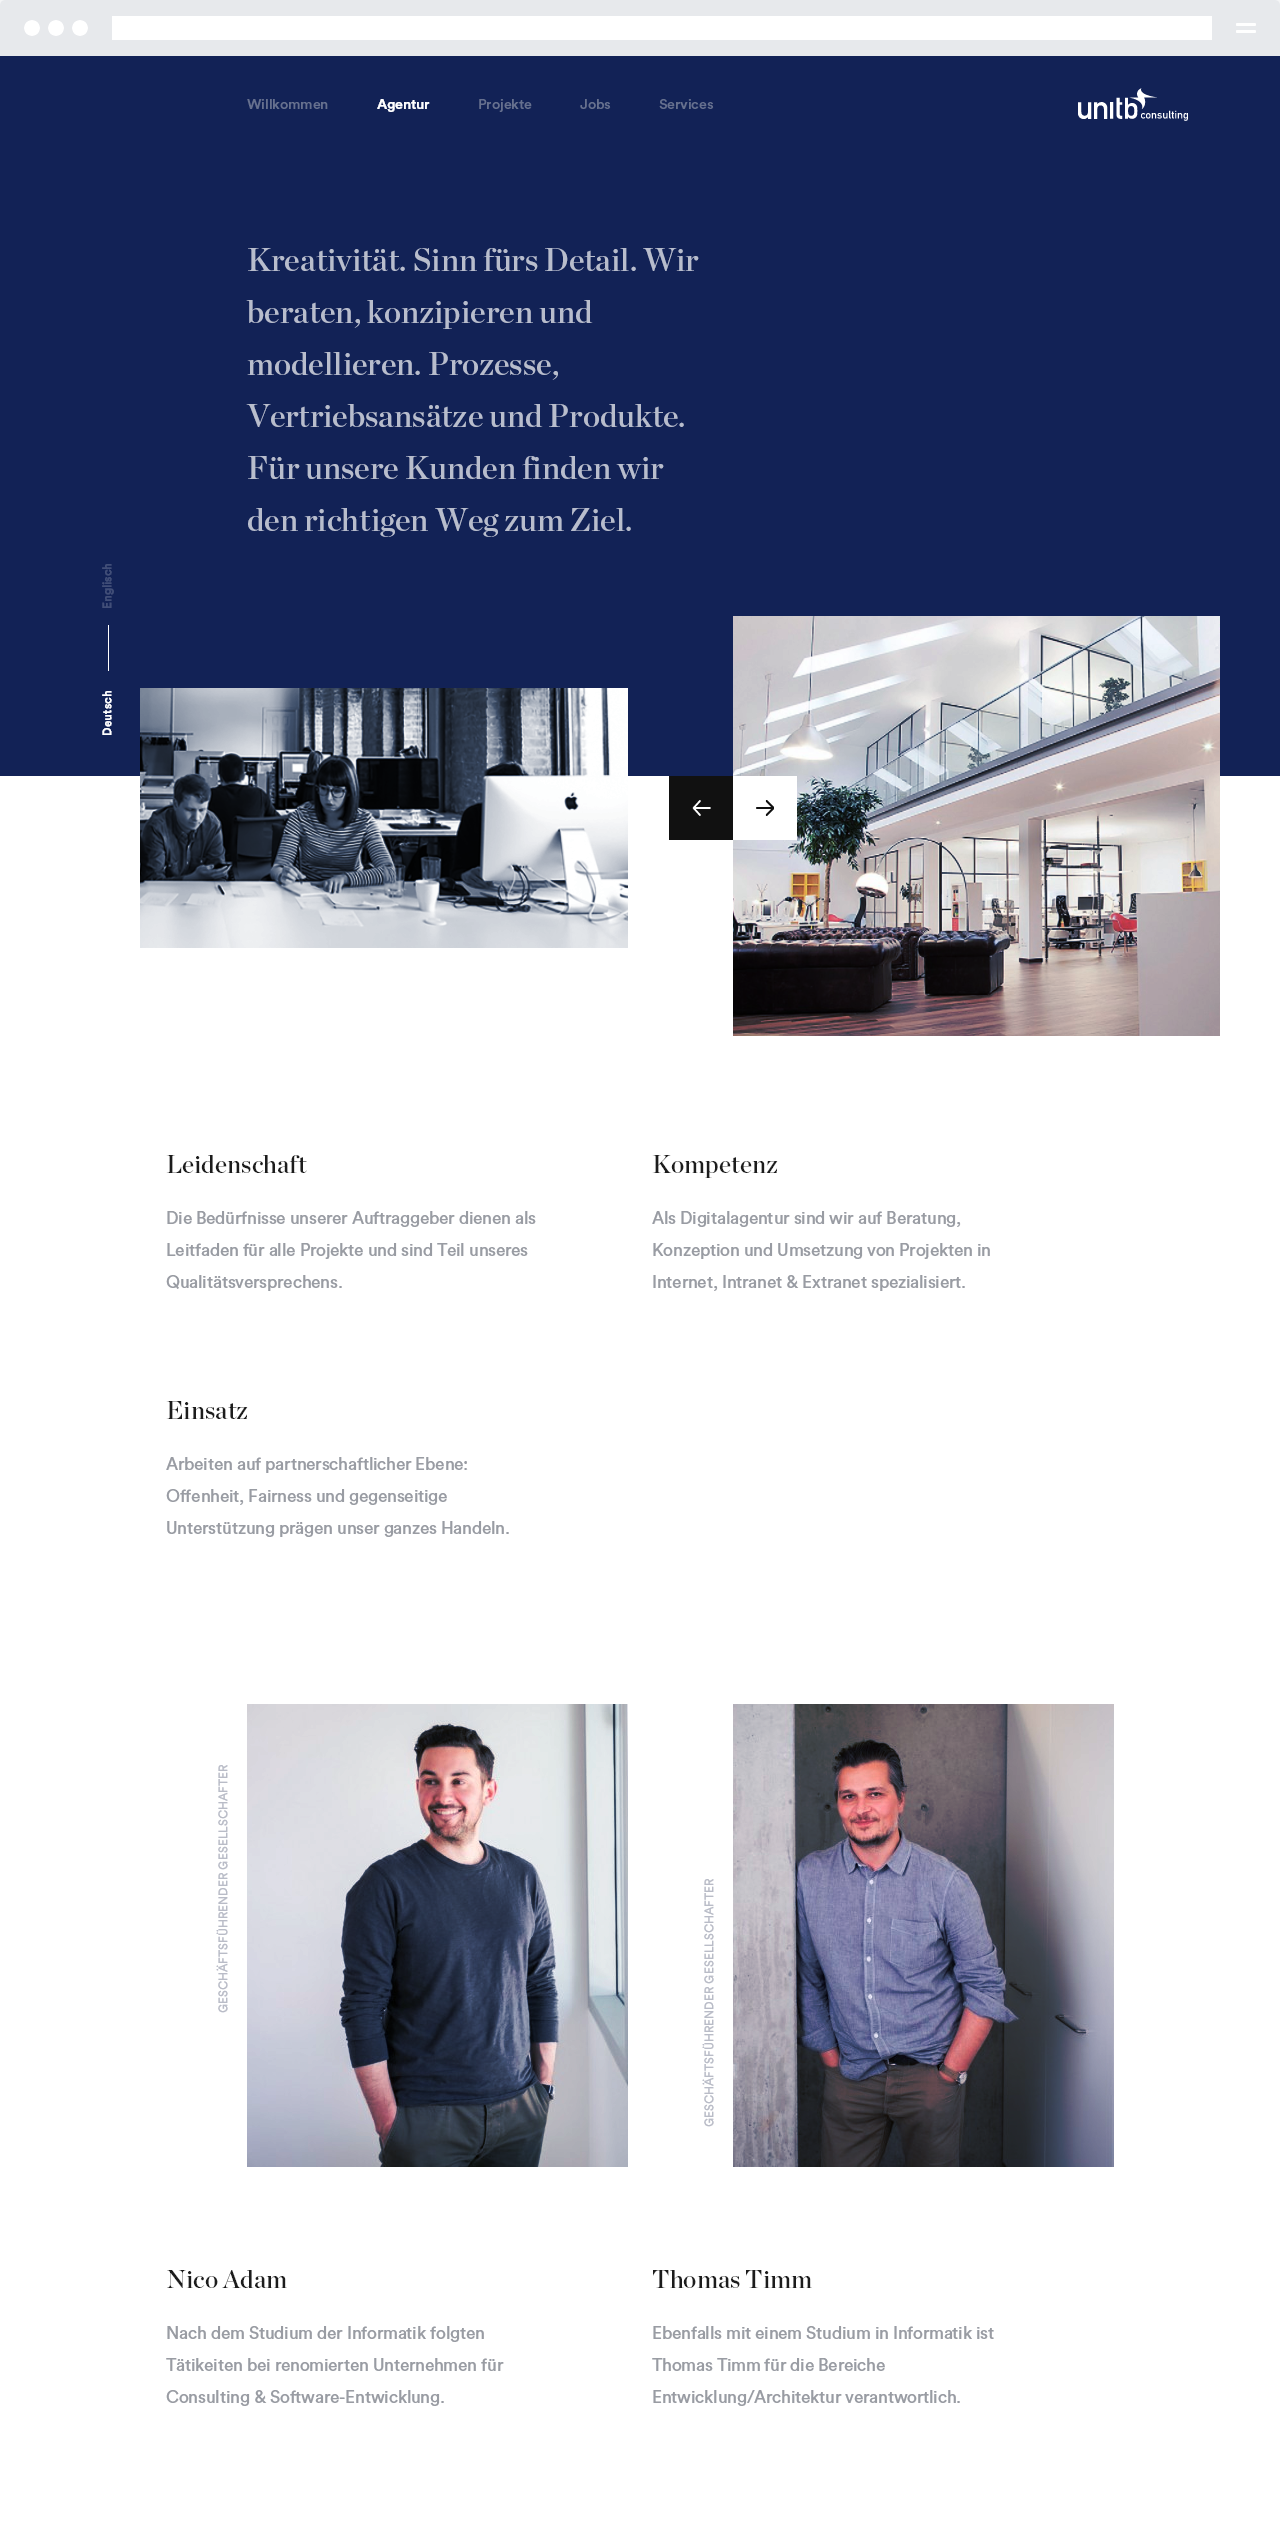 Willkommen Agentur Projekte Jobs Services
unitb consulting
Kreativität. Sinn fürs Detail. Wir
beraten, konzipieren und
modellieren. Prozesse,
Vertriebsansätze und Produkte.
Für unsere Kunden finden wir
den richtigen Weg zum Ziel.
Englisch
Deutsch
Leidenschaft
Die Bedürfnisse unserer Auftraggeber dienen als
Leitfaden für alle Projekte und sind Teil unseres
Qualitätsversprechens.
Kompetenz
Als Digitalagentur sind wir auf Beratung,
Konzeption und Umsetzung von Projekten in
Internet, Intranet & Extranet spezialisiert.
Einsatz
Arbeiten auf partnerschaftlicher Ebene:
Offenheit, Fairness und gegenseitige
Unterstützung prägen unser ganzes Handeln.
GESCHÄFTSFÜHRENDER GESELLSCHAFTER
GESCHÄFTSFÜHRENDER GESELLSCHAFTER
Nico Adam
Nach dem Studium der Informatik folgten
Tätikeiten bei renomierten Unternehmen für
Consulting & Software-Entwicklung.
Thomas Timm
Ebenfalls mit einem Studium in Informatik ist
Thomas Timm für die Bereiche
Entwicklung/Architektur verantwortlich.